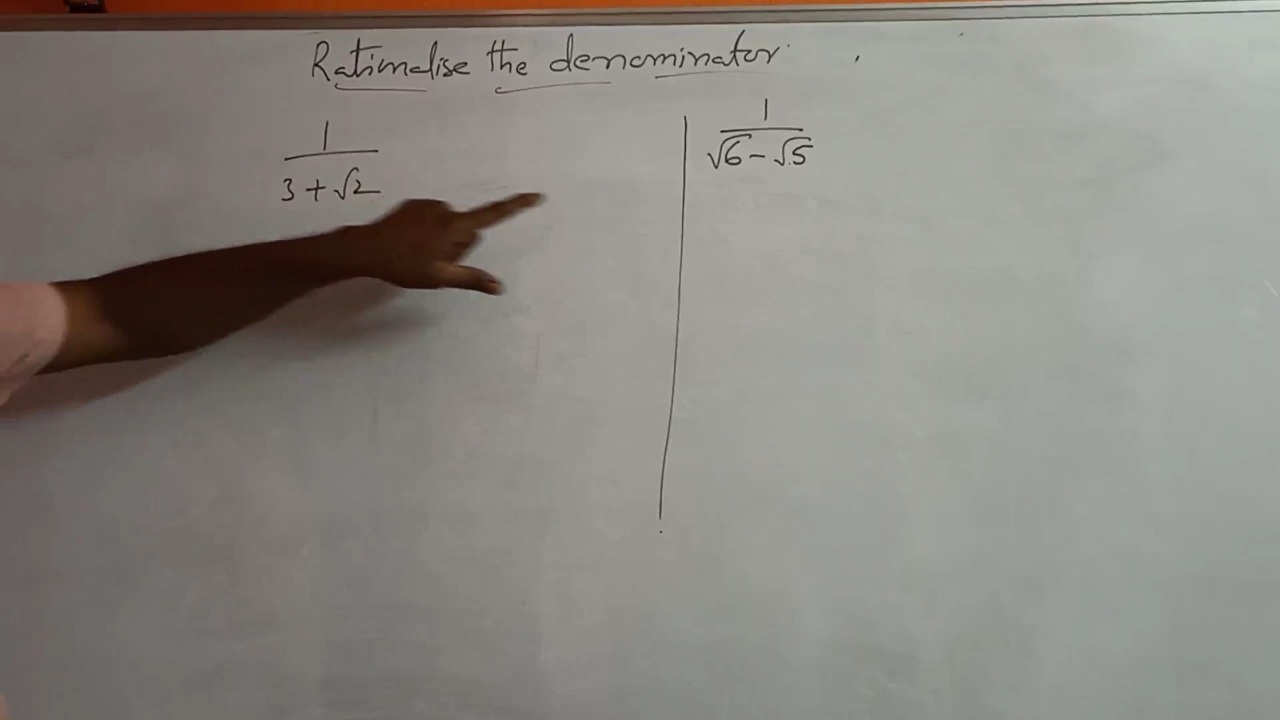 Rationalise the denominator.
1
3 + √2
1
√6 - √5